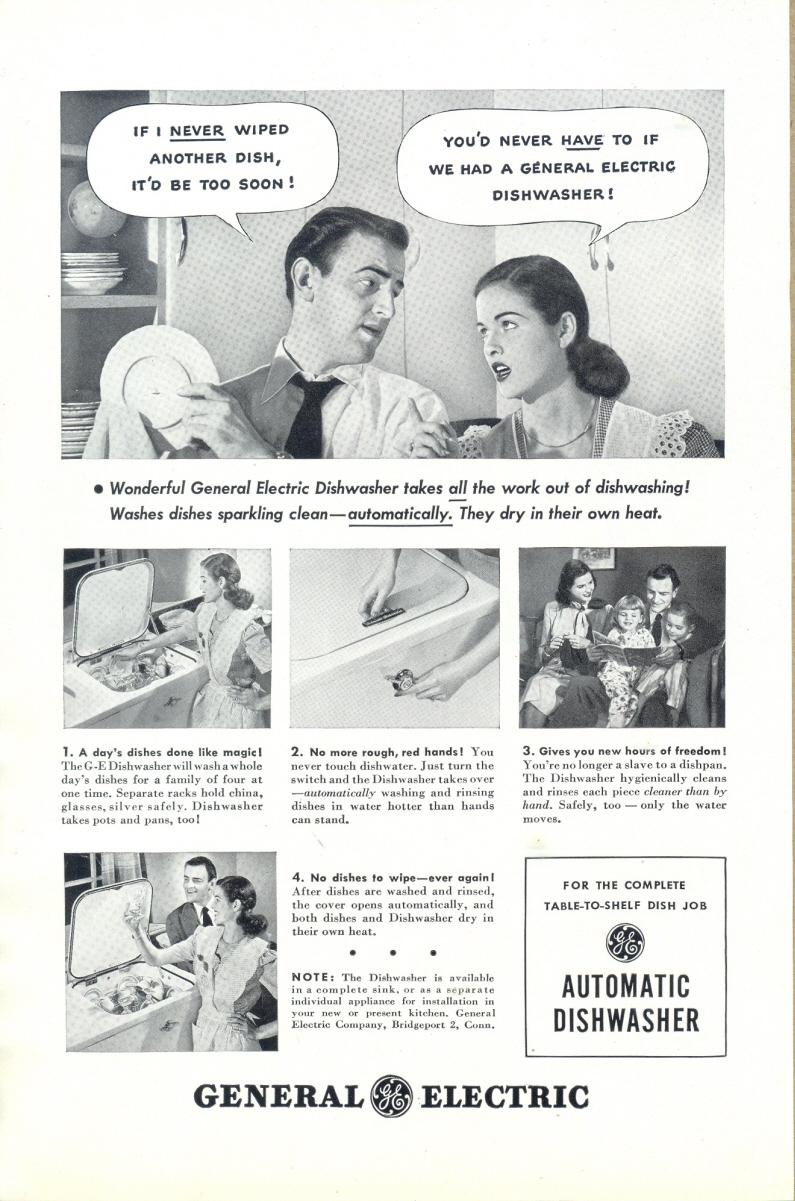 IF I NEVER WIPED
ANOTHER DISH,
IT'D BE TOO SOON!
YOU'D NEVER HAVE TO IF
WE HAD A GENERAL ELECTRIC
DISHWASHER!
• Wonderful General Electric Dishwasher takes all the work out of dishwashing!
Washes dishes sparkling clean—automatically. They dry in their own heat.
1. A day's dishes done like magic!
The G-E Dishwasher will wash a whole
day's dishes for a family of four at
one time. Separate racks hold china,
glasses, silver safely. Dishwasher
takes pots and pans, too!
2. No more rough, red hands! You
never touch dishwater. Just turn the
switch and the Dishwasher takes over
—automatically washing and rinsing
dishes in water hotter than hands
can stand.
3. Gives you new hours of freedom!
You're no longer a slave to a dishpan.
The Dishwasher hygienically cleans
and rinses each piece cleaner than by
hand. Safely, too — only the water
moves.
4. No dishes to wipe—ever again!
After dishes are washed and rinsed,
the cover opens automatically, and
both dishes and Dishwasher dry in
their own heat.
• • •
NOTE: The Dishwasher is available
in a complete sink, or as a separate
individual appliance for installation in
your new or present kitchen. General
Electric Company, Bridgeport 2, Conn.
FOR THE COMPLETE
TABLE-TO-SHELF DISH JOB
GE
AUTOMATIC
DISHWASHER
GENERAL GE ELECTRIC